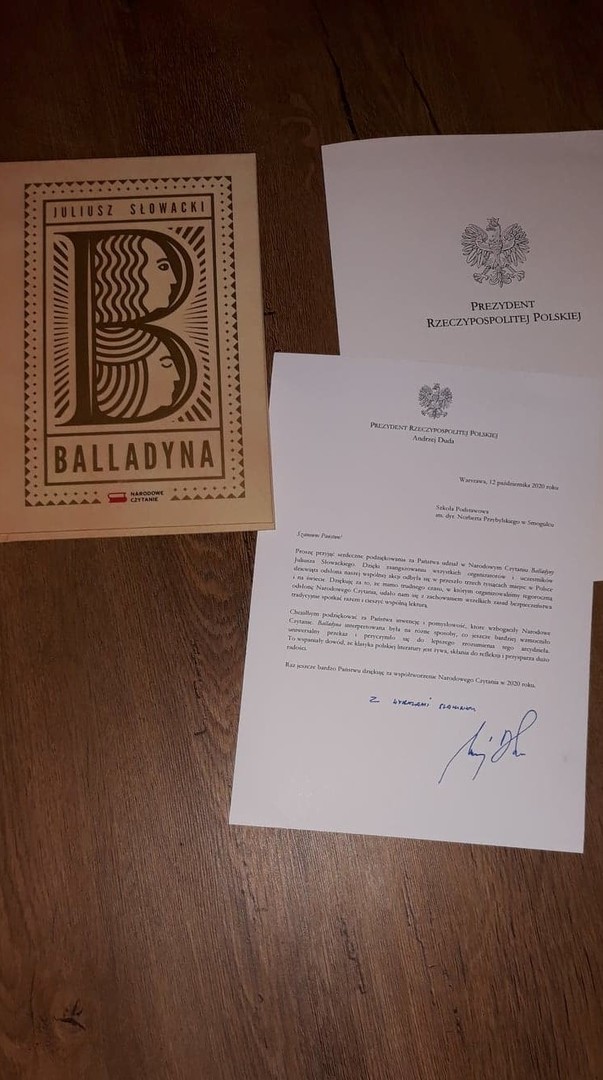 JULIUSZ SŁOWACKI
B
BALLADYNA
NARODOWE
CZYTANIE
PREZYDENT
RZECZYPOSPOLITEJ POLSKIEJ
PREZYDENT RZECZYPOSPOLITEJ POLSKIEJ
Andrzej Duda
Warszawa, 12 października 2020 roku
Szkoła Podstawowa
im. dyr. Norberta Przybylskiego w Smogulcu
Szanowni Państwo!
Proszę przyjąć serdeczne podziękowania za Państwa udział w Narodowym Czytaniu Balladyny
Juliusza Słowackiego. Dzięki zaangażowaniu wszystkich organizatorów i uczestników
dziewiąta odsłona naszej wspólnej akcji odbyła się w przeszło trzech tysiącach miejsc w Polsce
i na świecie. Dziękuję za to, że mimo trudnego czasu, w którym organizowaliśmy tegoroczną
odsłonę Narodowego Czytania, udało nam się z zachowaniem wszelkich zasad bezpieczeństwa
tradycyjnie spotkać razem i cieszyć wspólną lekturą.
Chciałbym podziękować za Państwa inwencję i pomysłowość, które wzbogaciły Narodowe
Czytanie. Balladyna interpretowana była na różne sposoby, co jeszcze bardziej wzmocniło
uniwersalny przekaz i przyczyniło się do lepszego zrozumienia tego arcydzieła.
To wspaniały dowód, że klasyka polskiej literatury jest żywa, skłania do refleksji i przysparza dużo
radości.
Raz jeszcze bardzo Państwu dziękuję za współtworzenie Narodowego Czytania w 2020 roku.
Z wyrazami